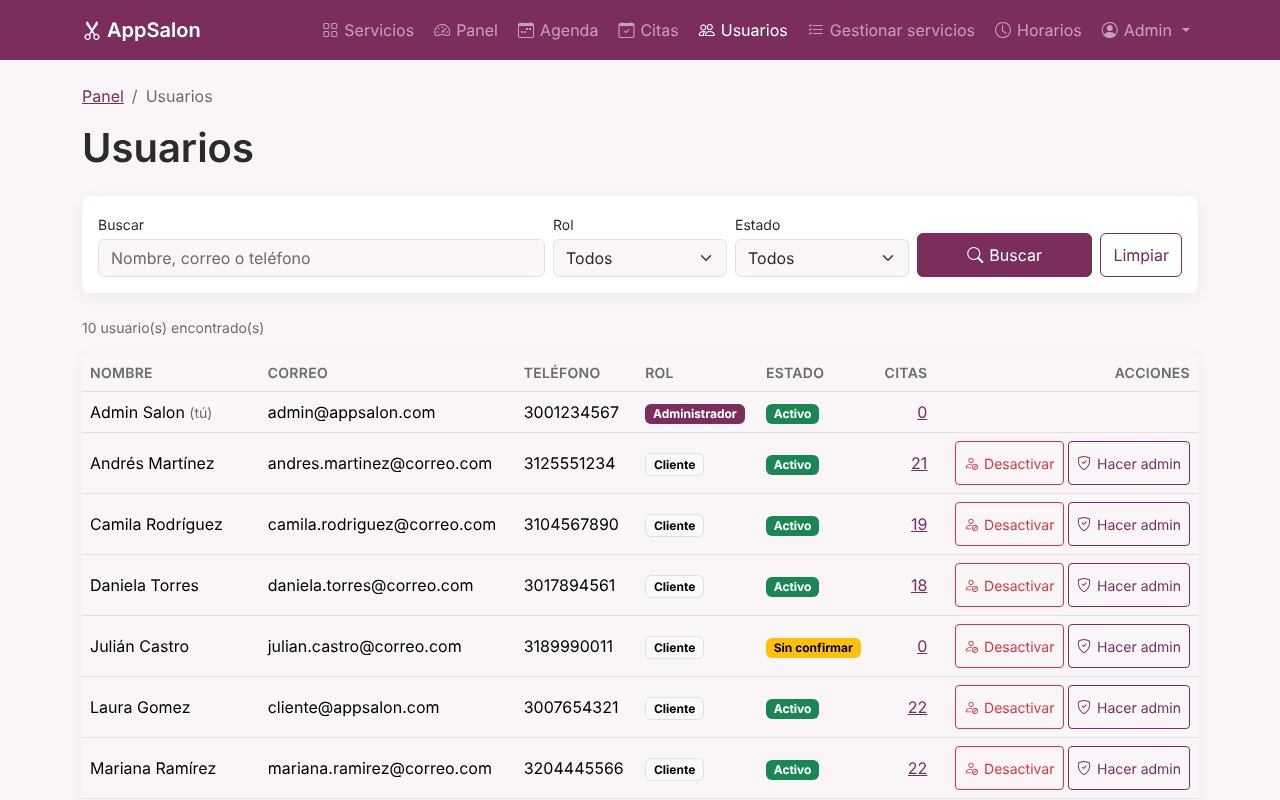 AppSalon Servicios Panel Agenda Citas Usuarios Gestionar servicios Horarios Admin
Panel / Usuarios
Usuarios
Buscar Rol Estado
Nombre, correo o teléfono Todos Todos Buscar Limpiar
10 usuario(s) encontrado(s)
NOMBRE CORREO TELÉFONO ROL ESTADO CITAS ACCIONES
Admin Salon (tú) admin@appsalon.com 3001234567 Administrador Activo 0
Andrés Martínez andres.martinez@correo.com 3125551234 Cliente Activo 21 Desactivar Hacer admin
Camila Rodríguez camila.rodriguez@correo.com 3104567890 Cliente Activo 19 Desactivar Hacer admin
Daniela Torres daniela.torres@correo.com 3017894561 Cliente Activo 18 Desactivar Hacer admin
Julián Castro julian.castro@correo.com 3189990011 Cliente Sin confirmar 0 Desactivar Hacer admin
Laura Gomez cliente@appsalon.com 3007654321 Cliente Activo 22 Desactivar Hacer admin
Mariana Ramírez mariana.ramirez@correo.com 3204445566 Cliente Activo 22 Desactivar Hacer admin